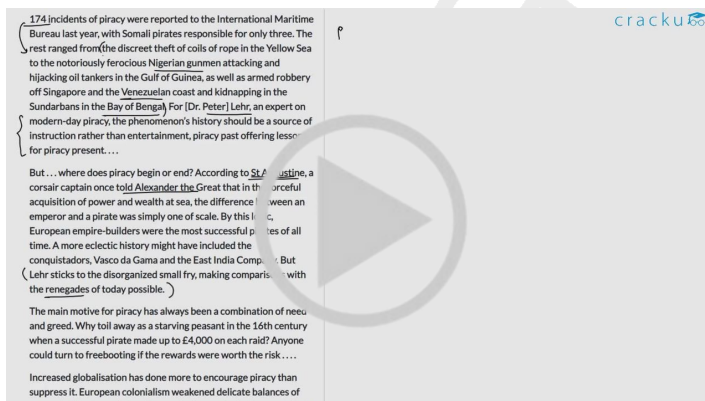 cracku
174 incidents of piracy were reported to the International Maritime
Bureau last year, with Somali pirates responsible for only three. The
rest ranged from the discreet theft of coils of rope in the Yellow Sea
to the notoriously ferocious Nigerian gunmen attacking and
hijacking oil tankers in the Gulf of Guinea, as well as armed robbery
off Singapore and the Venezuelan coast and kidnapping in the
Sundarbans in the Bay of Bengal. For [Dr. Peter] Lehr, an expert on
modern-day piracy, the phenomenon's history should be a source of
instruction rather than entertainment, piracy past offering
for piracy present....
But... where does piracy begin or end? According to St
corsair captain once told Alexander the Great that in
acquisition of power and wealth at sea, the difference an
emperor and a pirate was simply one of scale. By this
European empire-builders were the most successful of all
time. A more eclectic history might have included the
conquistadors, Vasco da Gama and the East India But
Lehr sticks to the disorganized small fry, making with
the renegades of today possible.
The main motive for piracy has always been a combination of need
and greed. Why toil away as a starving peasant in the 16th century
when a successful pirate made up to £4,000 on each raid? Anyone
could turn to freebooting if the rewards were worth the risk....
Increased globalisation has done more to encourage piracy than
suppress it. European colonialism weakened delicate balances of